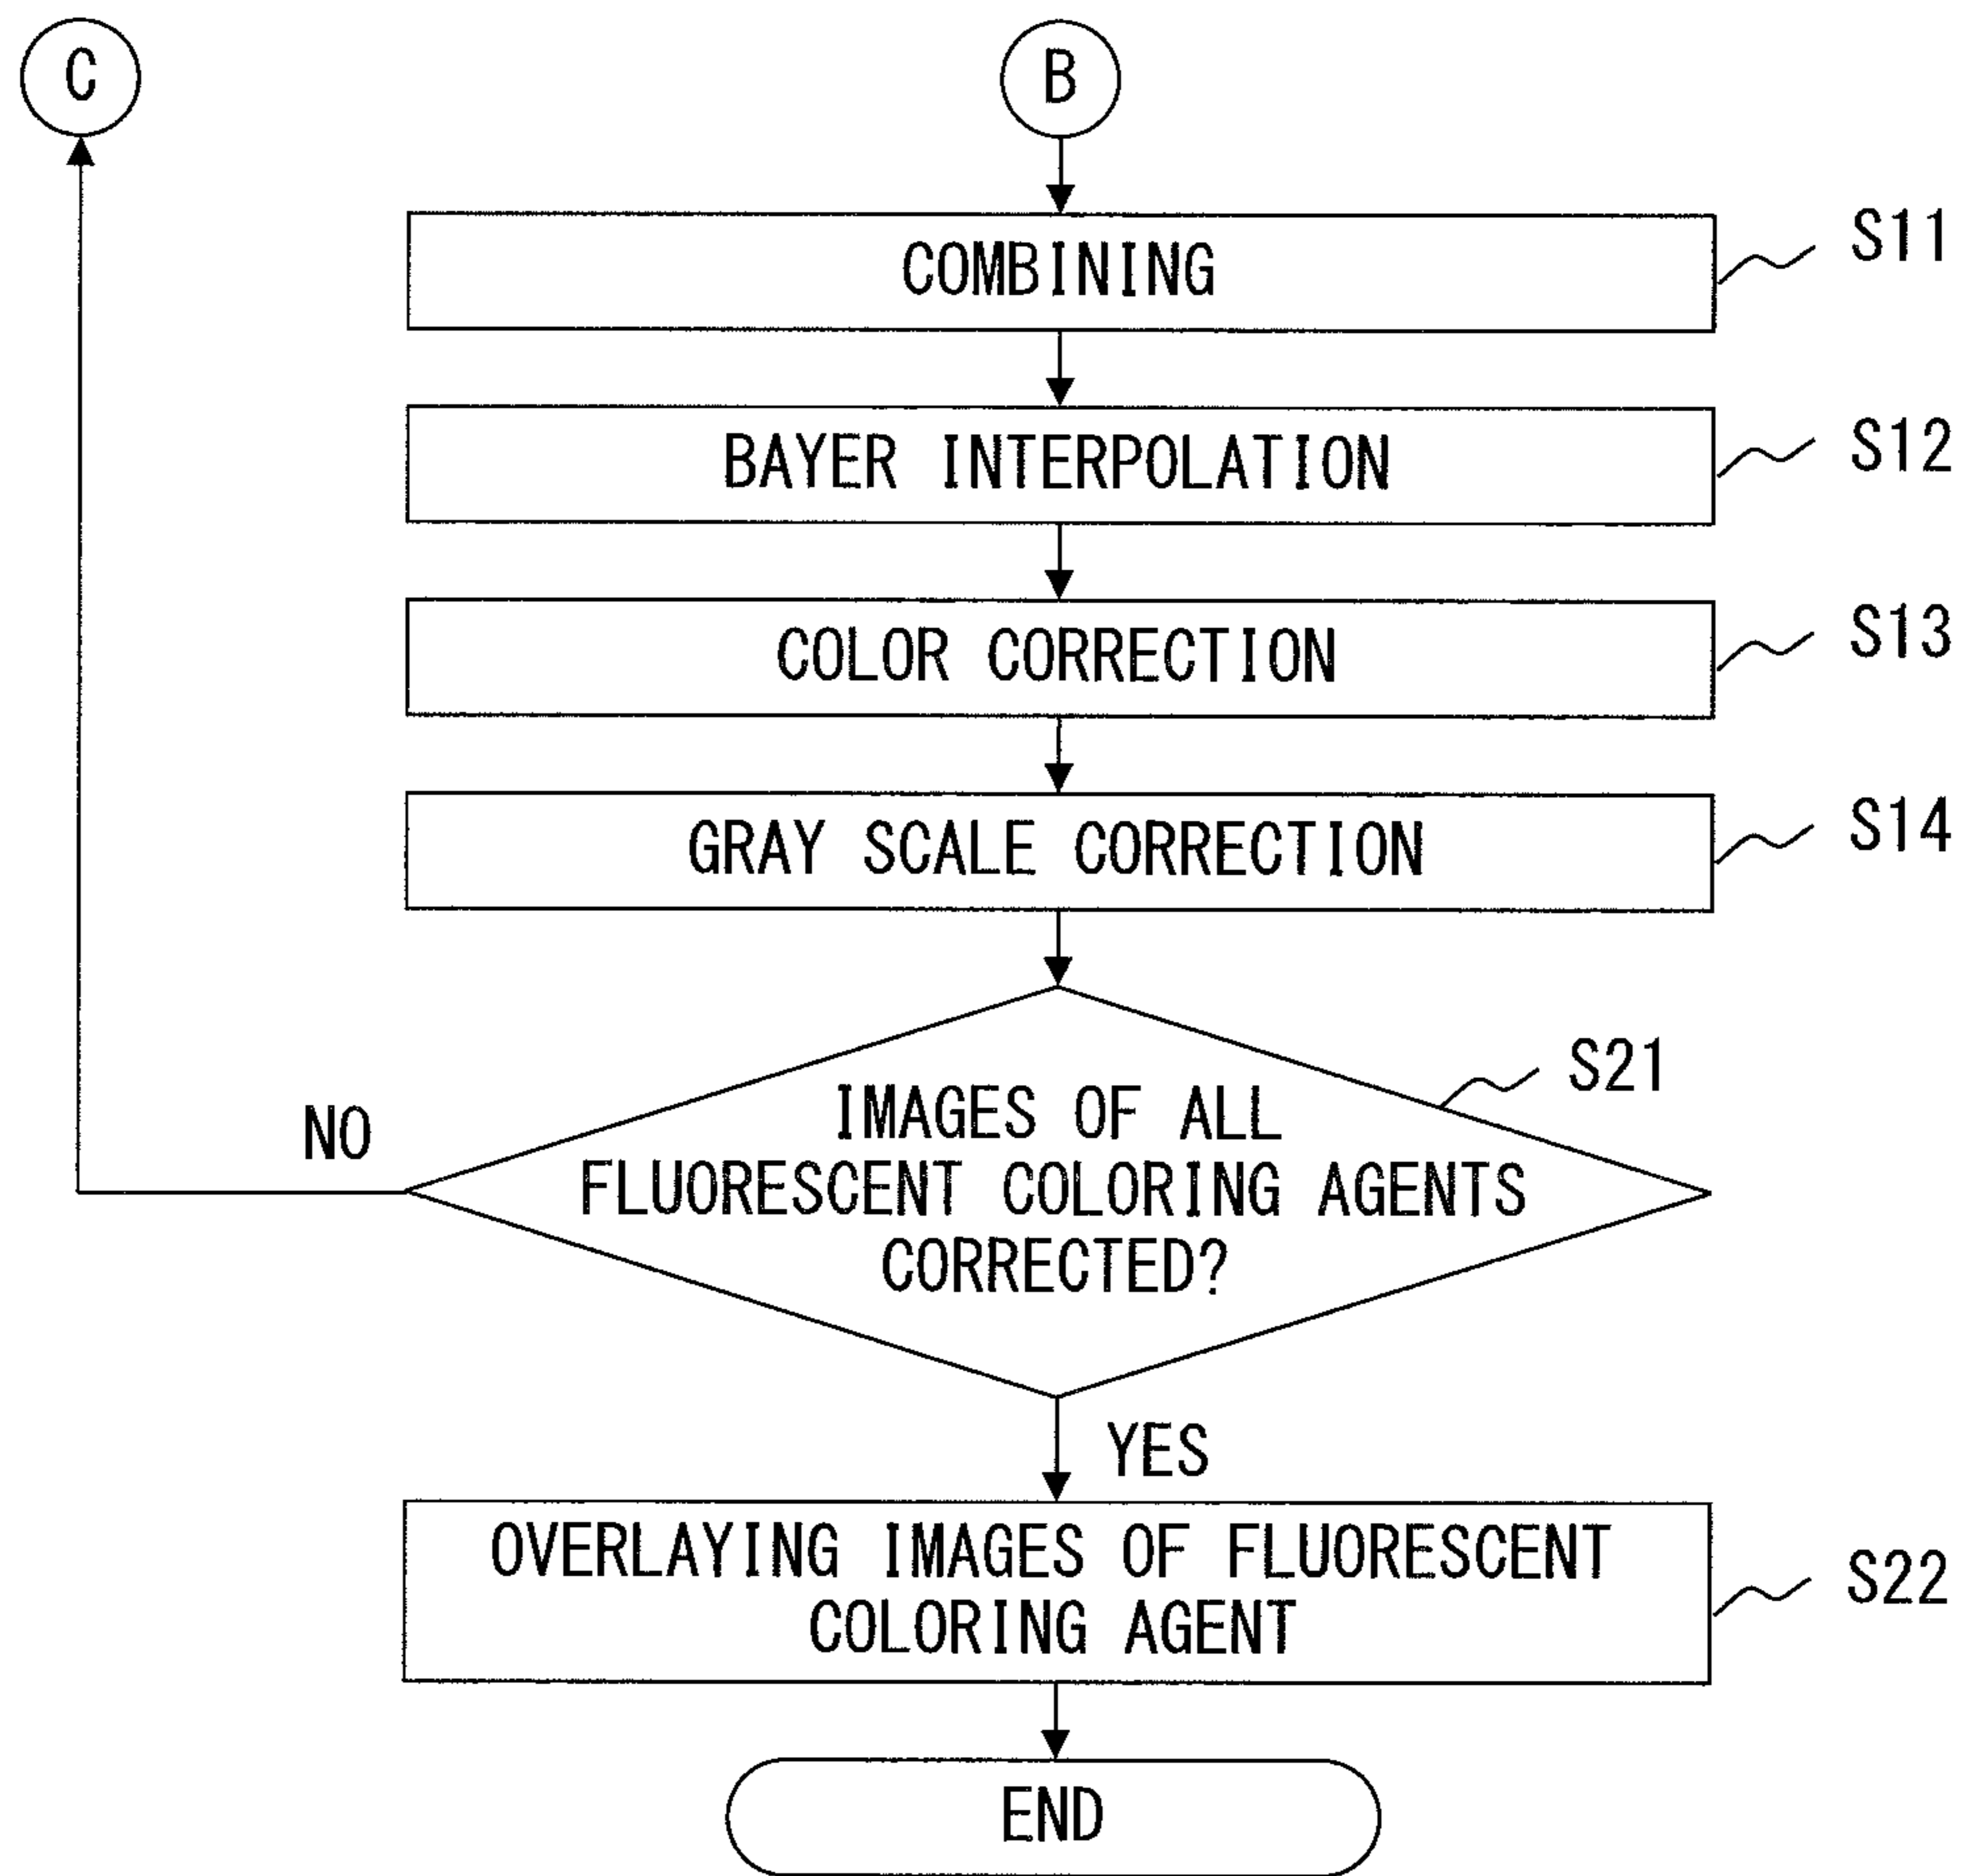 C
B
COMBINING
S11
BAYER INTERPOLATION
S12
COLOR CORRECTION
S13
GRAY SCALE CORRECTION
S14
S21
IMAGES OF ALL
FLUORESCENT COLORING AGENTS
CORRECTED?
NO
YES
OVERLAYING IMAGES OF FLUORESCENT
COLORING AGENT
S22
END